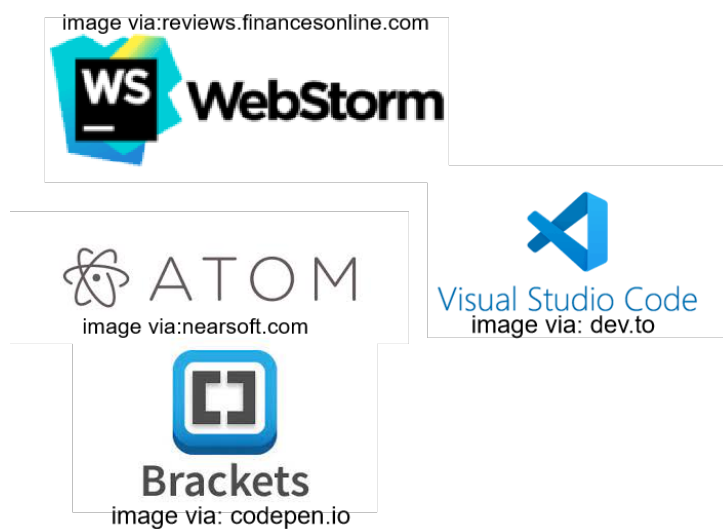 image via:reviews.financesonline.com
WS
WebStorm
ATOM
image via:nearsoft.com
Visual Studio Code
image via: dev.to
Brackets
image via: codepen.io